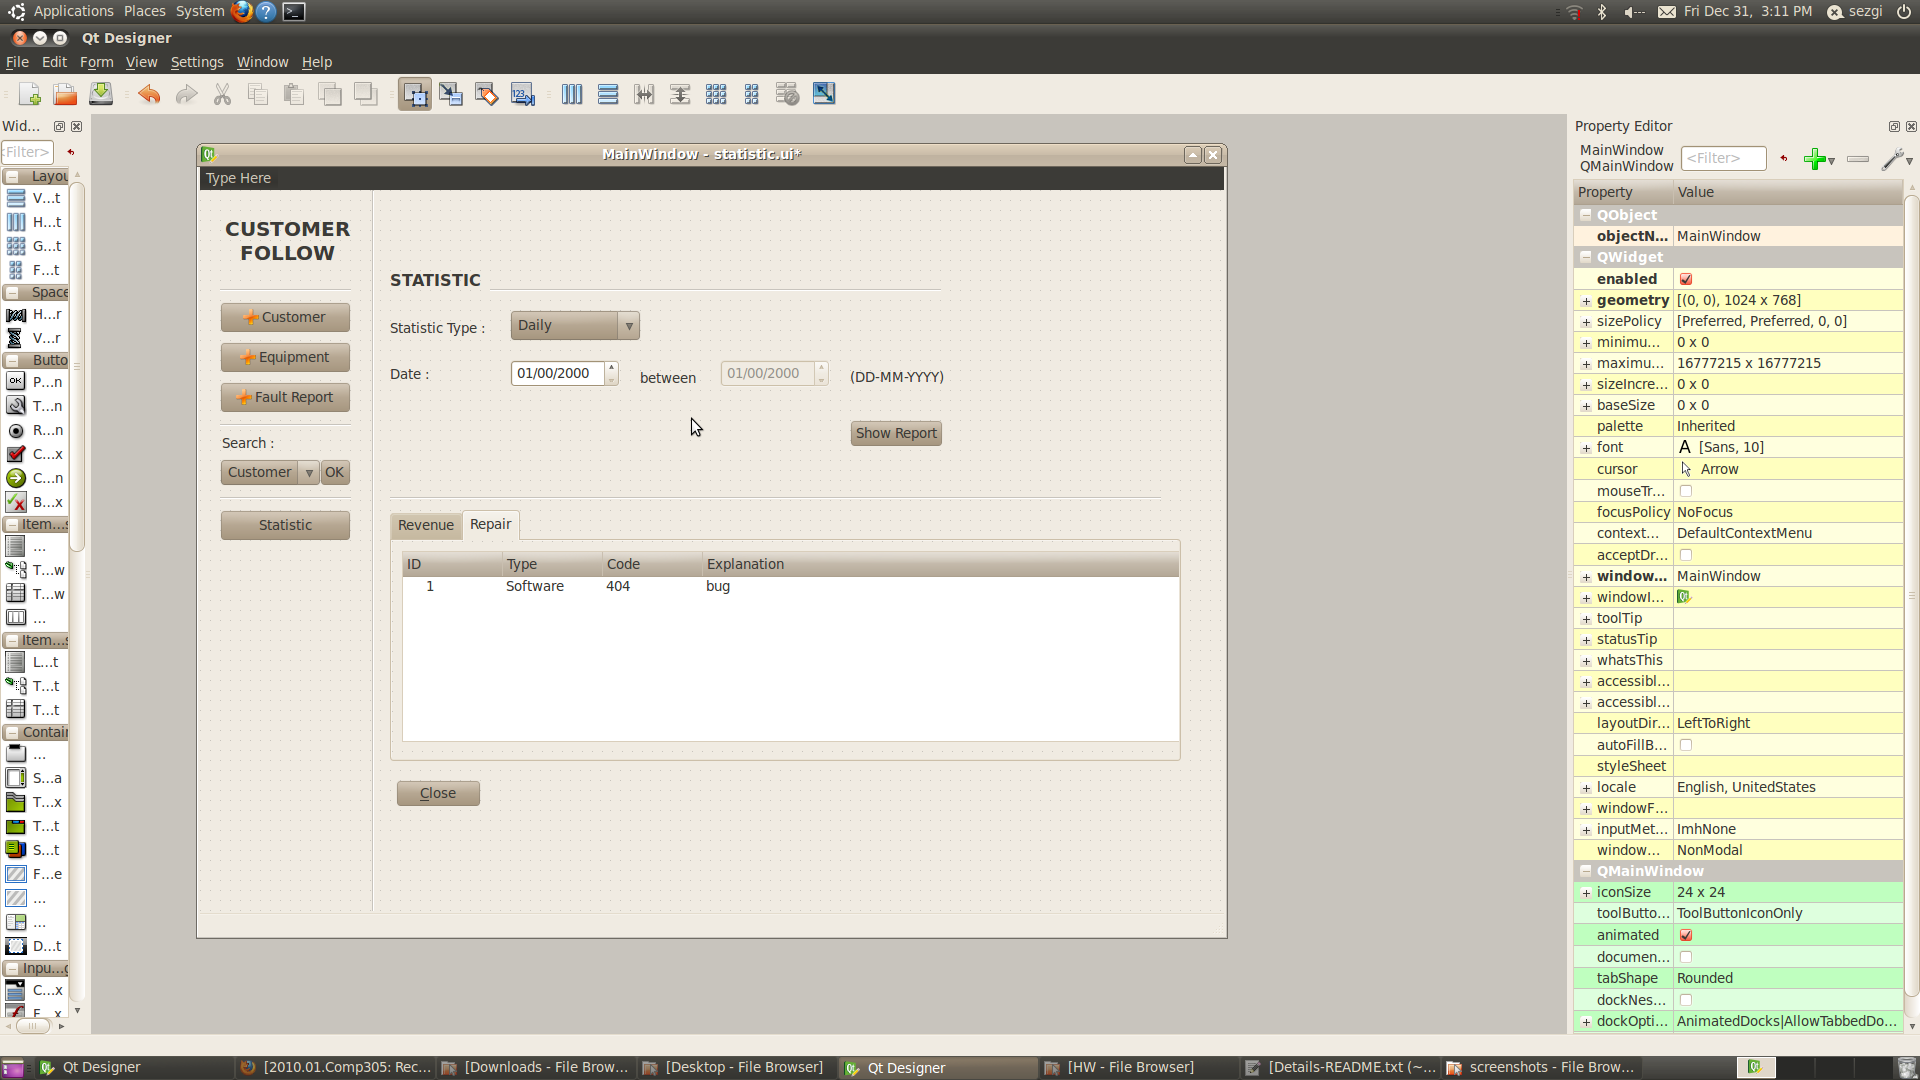 Applications Places System
Fri Dec 31, 3:11 PM sezgi
Qt Designer
File Edit Form View Settings Window Help
Wid...
<Filter>
Layou
V...t
H...t
G...t
F...t
Space
H...r
V...r
Butto
P...n
T...n
R...n
C...x
C...n
B...x
Item...s
...
T...w
T...w
...
Item...s
L...t
T...t
T...t
Contai
...
S...a
T...x
T...t
S...t
F...e
...
...
D...t
Inpu...g
C...x
F...x
MainWindow - statistic.ui*
Type Here
CUSTOMER
FOLLOW
Customer
Equipment
Fault Report
Search :
Customer OK
Statistic
STATISTIC
Statistic Type : Daily
Date : 01/00/2000 between 01/00/2000 (DD-MM-YYYY)
Show Report
Revenue Repair
ID Type Code Explanation
1 Software 404 bug
Close
Property Editor
MainWindow
QMainWindow
<Filter>
Property Value
QObject
objectN... MainWindow
QWidget
enabled
geometry [(0, 0), 1024 x 768]
sizePolicy [Preferred, Preferred, 0, 0]
minimu... 0 x 0
maximu... 16777215 x 16777215
sizeIncre... 0 x 0
baseSize 0 x 0
palette Inherited
font A [Sans, 10]
cursor Arrow
mouseTr...
focusPolicy NoFocus
context... DefaultContextMenu
acceptDr...
window... MainWindow
windowI...
toolTip
statusTip
whatsThis
accessibl...
accessibl...
layoutDir... LeftToRight
autoFillB...
styleSheet
locale English, UnitedStates
windowF...
inputMet... ImhNone
window... NonModal
QMainWindow
iconSize 24 x 24
toolButto... ToolButtonIconOnly
animated
documen...
tabShape Rounded
dockNes...
dockOpti... AnimatedDocks|AllowTabbedDo...
Qt Designer
[2010.01.Comp305: Rec...
[Downloads - File Brow...
[Desktop - File Browser]
Qt Designer
[HW - File Browser]
[Details-README.txt (~...
screenshots - File Brow...